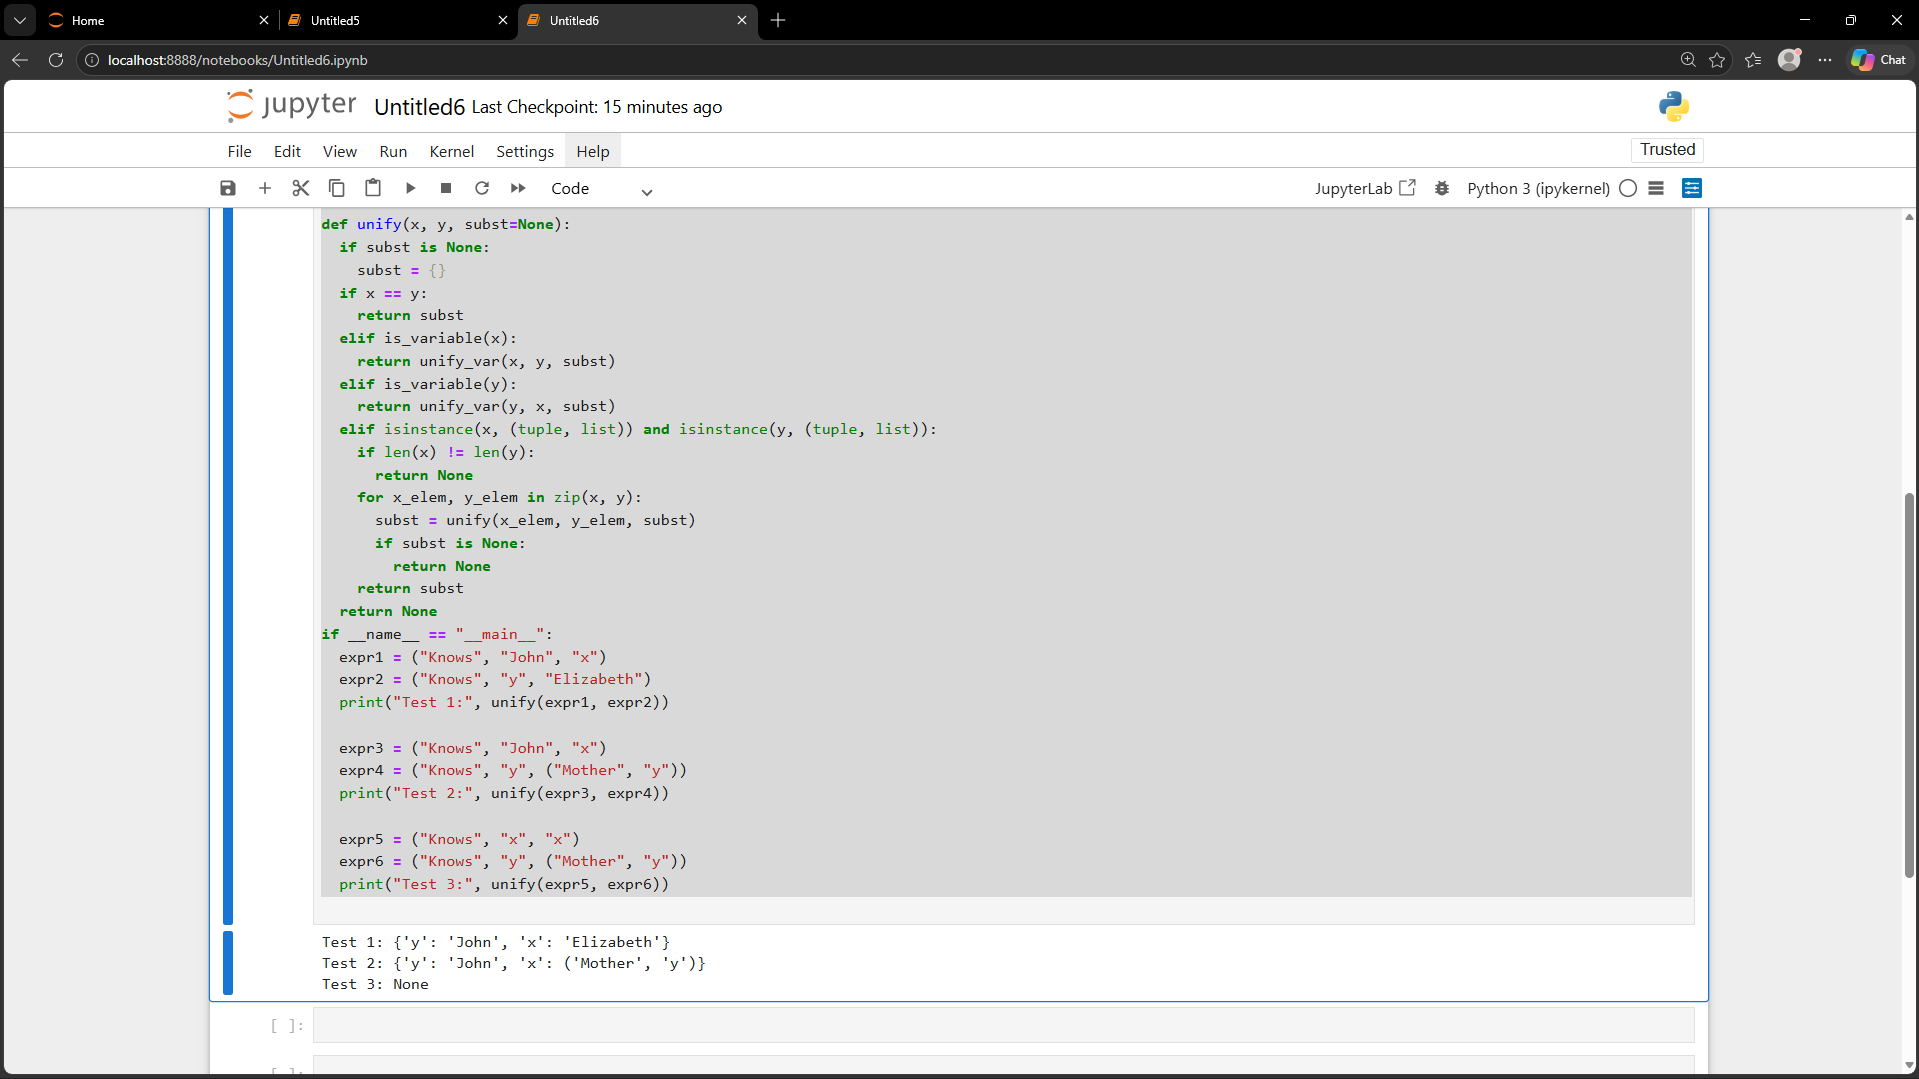 Home
Untitled5
Untitled6
localhost:8888/notebooks/Untitled6.ipynb
Chat
jupyter Untitled6 Last Checkpoint: 15 minutes ago
File Edit View Run Kernel Settings Help
Trusted
Code
JupyterLab
Python 3 (ipykernel)
def unify(x, y, subst=None):
  if subst is None:
    subst = {}
  if x == y:
    return subst
  elif is_variable(x):
    return unify_var(x, y, subst)
  elif is_variable(y):
    return unify_var(y, x, subst)
  elif isinstance(x, (tuple, list)) and isinstance(y, (tuple, list)):
    if len(x) != len(y):
      return None
    for x_elem, y_elem in zip(x, y):
      subst = unify(x_elem, y_elem, subst)
      if subst is None:
        return None
    return subst
  return None
if __name__ == "__main__":
  expr1 = ("Knows", "John", "x")
  expr2 = ("Knows", "y", "Elizabeth")
  print("Test 1:", unify(expr1, expr2))
  expr3 = ("Knows", "John", "x")
  expr4 = ("Knows", "y", ("Mother", "y"))
  print("Test 2:", unify(expr3, expr4))
  expr5 = ("Knows", "x", "x")
  expr6 = ("Knows", "y", ("Mother", "y"))
  print("Test 3:", unify(expr5, expr6))
Test 1: {'y': 'John', 'x': 'Elizabeth'}
Test 2: {'y': 'John', 'x': ('Mother', 'y')}
Test 3: None
[ ]:
[ ]: